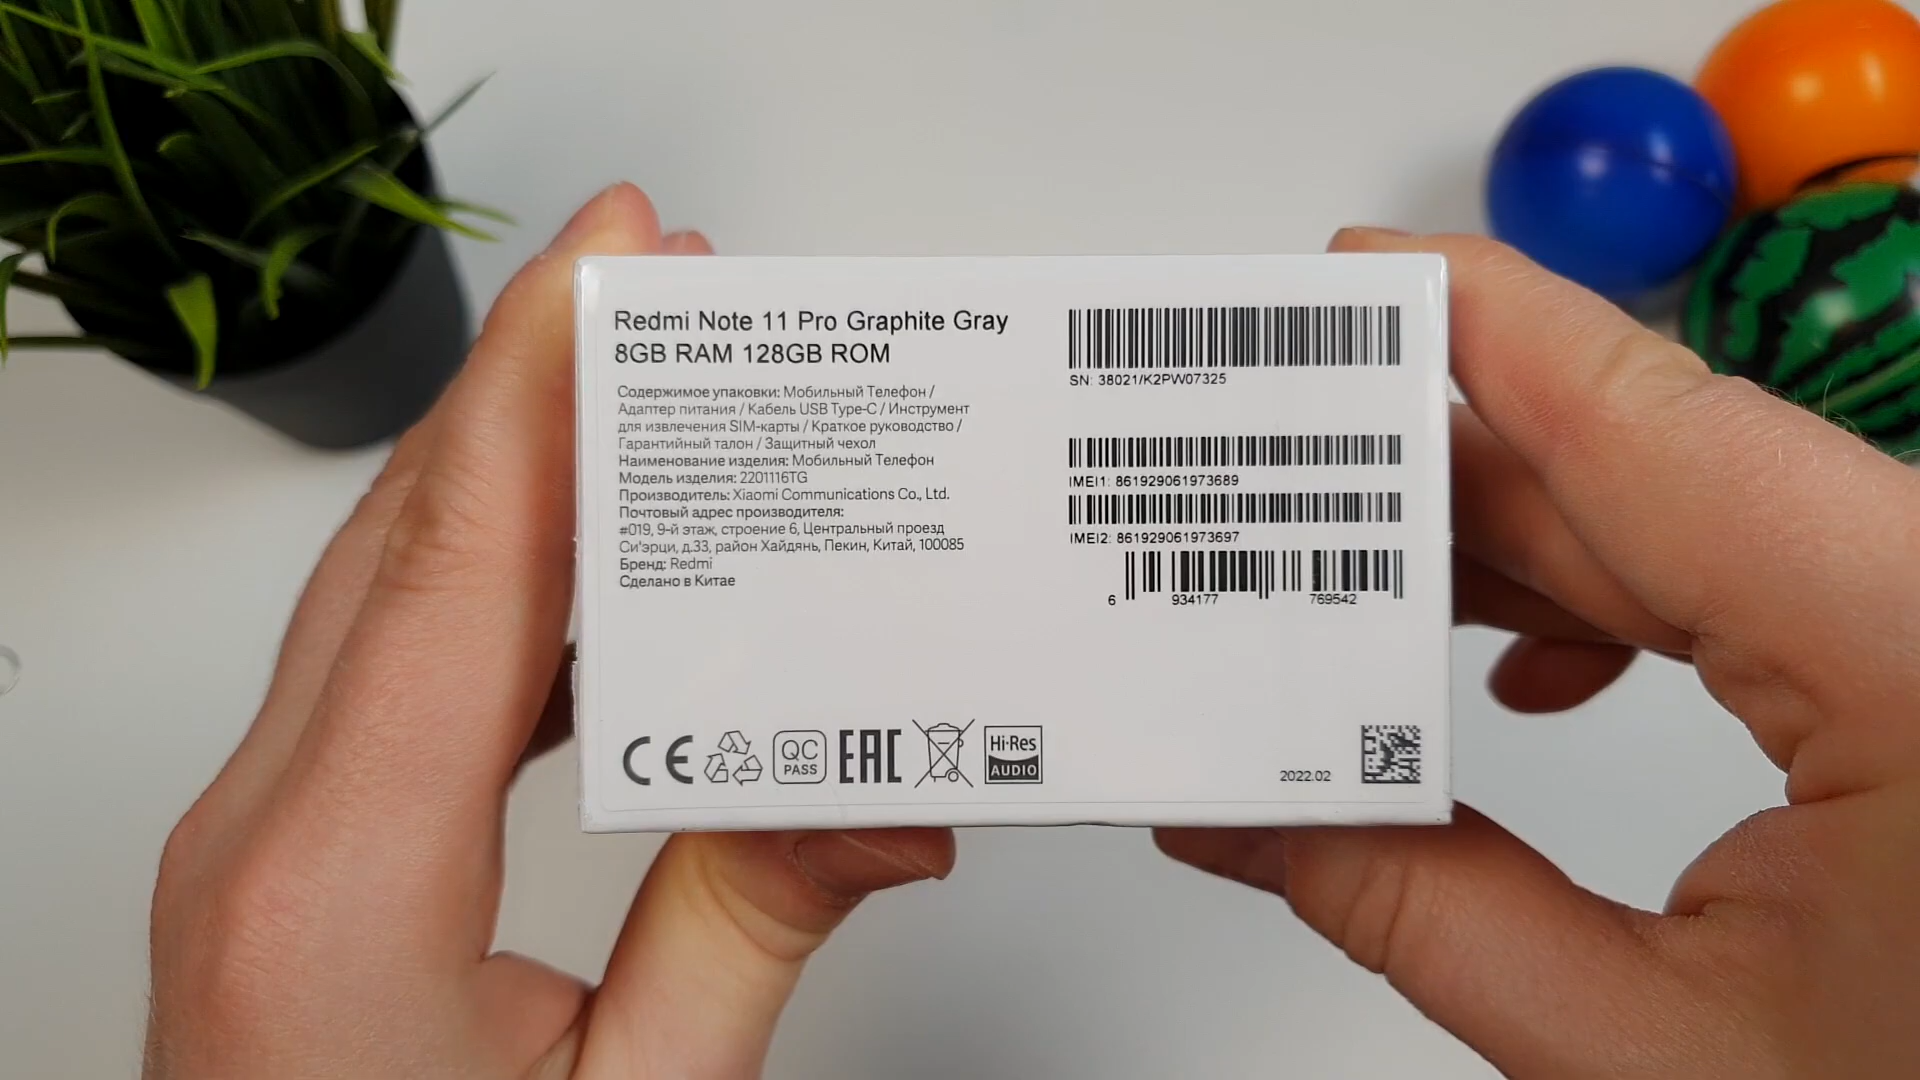 Redmi Note 11 Pro Graphite Gray
8GB RAM 128GB ROM
Содержимое упаковки: Мобильный Телефон /
Адаптер питания / Кабель USB Type-C / Инструмент
для извлечения SIM-карты / Краткое руководство /
Гарантийный талон / Защитный чехол
Наименование изделия: Мобильный Телефон
Модель изделия: 2201116TG
Производитель: Xiaomi Communications Co., Ltd.
Почтовый адрес производителя:
#019, 9-й этаж, строение 6, Центральный проезд
Си'эрци, д.33, район Хайдянь, Пекин, Китай, 100085
Бренд: Redmi
Сделано в Китае
SN: 38021/K2PW07325
IMEI1: 861929061973689
IMEI2: 861929061973697
6 934177 769542
CE
QC
PASS
EAC
Hi-Res
AUDIO
2022.02